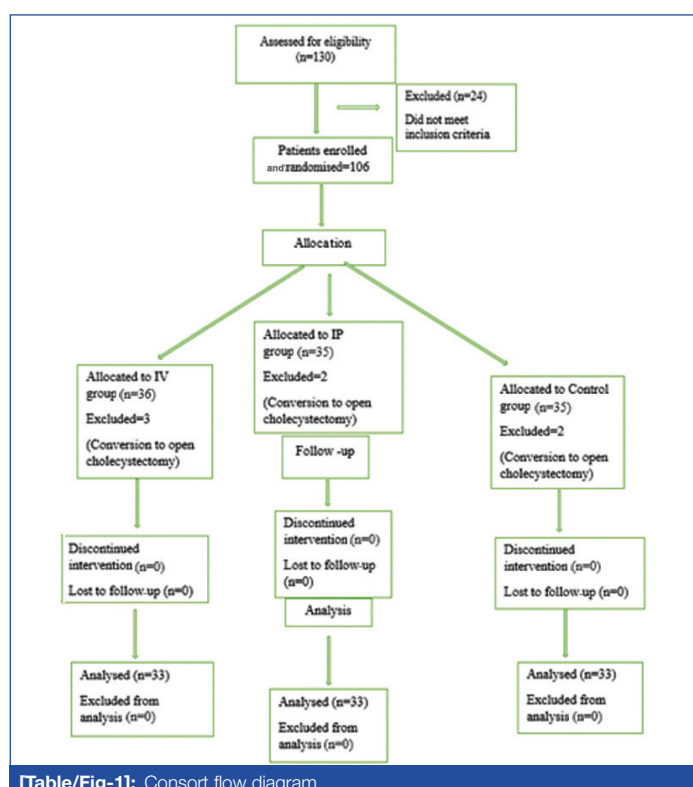 Assessed for eligibility
(n=130)
Excluded (n=24)
Did not meet
inclusion criteria
Patients enrolled
and randomised=106
Allocation
Allocated to IV
group (n=36)
Excluded=3
(Conversion to open
cholecystectomy)
Allocated to IP
group (n=35)
Excluded=2
(Conversion to open
cholecystectomy)
Allocated to Control
group (n=35)
Excluded=2
(Conversion to open
cholecystectomy)
Follow -up
Discontinued
intervention (n=0)
Lost to follow-up (n=0)
Discontinued
intervention (n=0)
Lost to follow-up
(n=0)
Discontinued
intervention (n=0)
Lost to follow-up (n=0)
Analysis
Analysed (n=33)
Excluded from
analysis (n=0)
Analysed (n=33)
Excluded from
analysis (n=0)
Analysed (n=33)
Excluded from
analysis (n=0)
[Table/Fig-1]: Consort flow diagram